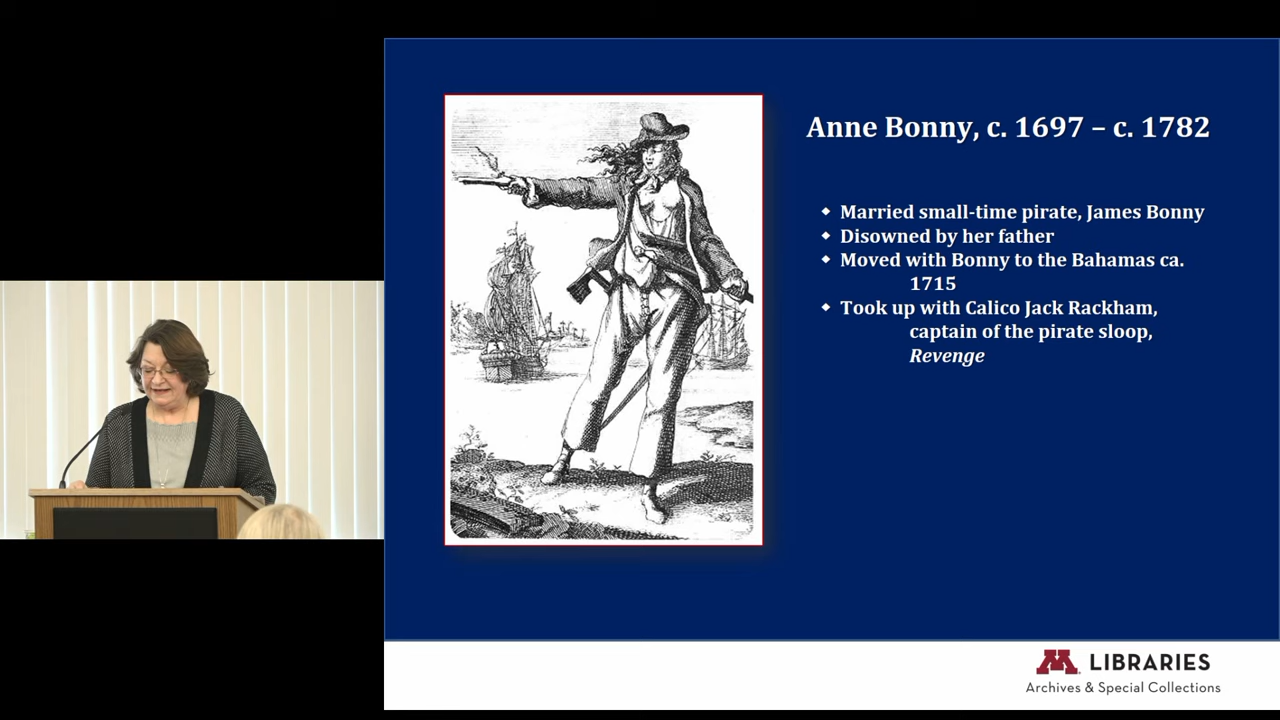 Anne Bonny, c. 1697 – c. 1782
❖ Married small-time pirate, James Bonny
❖ Disowned by her father
❖ Moved with Bonny to the Bahamas ca.
1715
❖ Took up with Calico Jack Rackham,
captain of the pirate sloop,
Revenge
M LIBRARIES
Archives & Special Collections